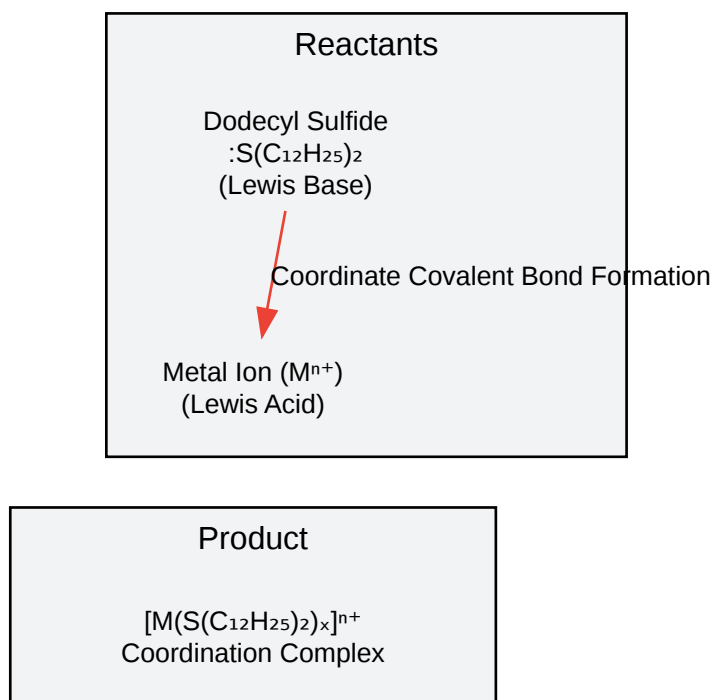 Reactants
Dodecyl Sulfide
:S(C₁₂H₂₅)₂
(Lewis Base)
Coordinate Covalent Bond Formation
Metal Ion (Mⁿ⁺)
(Lewis Acid)
Product
[M(S(C₁₂H₂₅)₂)ₓ]ⁿ⁺
Coordination Complex